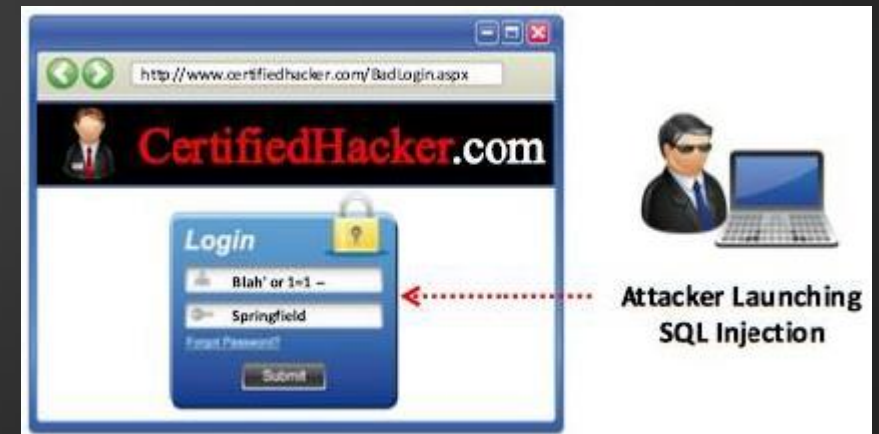 http://www.certifiedhacker.com/BadLogin.aspx
CertifiedHacker.com
Login
Blah' or 1=1 --
Springfield
Forgot Password?
Submit
Attacker Launching
SQL Injection